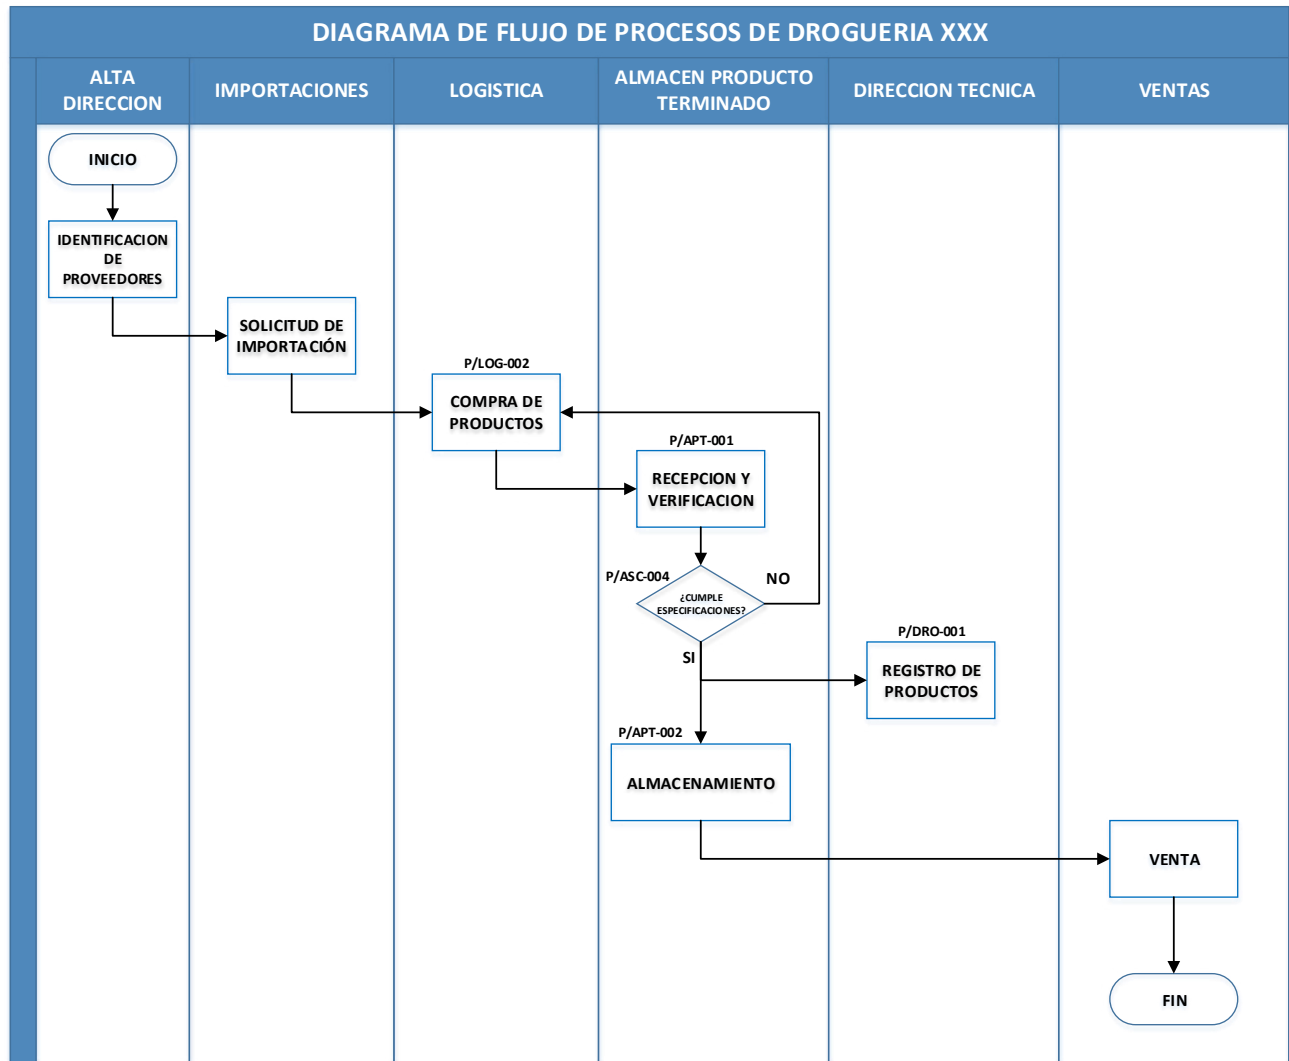 DIAGRAMA DE FLUJO DE PROCESOS DE DROGUERIA XXX
ALTA
DIRECCION
IMPORTACIONES
LOGISTICA
ALMACEN PRODUCTO
TERMINADO
DIRECCION TECNICA
VENTAS
INICIO
IDENTIFICACION
DE
PROVEEDORES
SOLICITUD DE
IMPORTACIÓN
P/LOG-002
COMPRA DE
PRODUCTOS
P/APT-001
RECEPCION Y
VERIFICACION
P/ASC-004
¿CUMPLE
ESPECIFICACIONES?
NO
SI
P/DRO-001
REGISTRO DE
PRODUCTOS
P/APT-002
ALMACENAMIENTO
VENTA
FIN